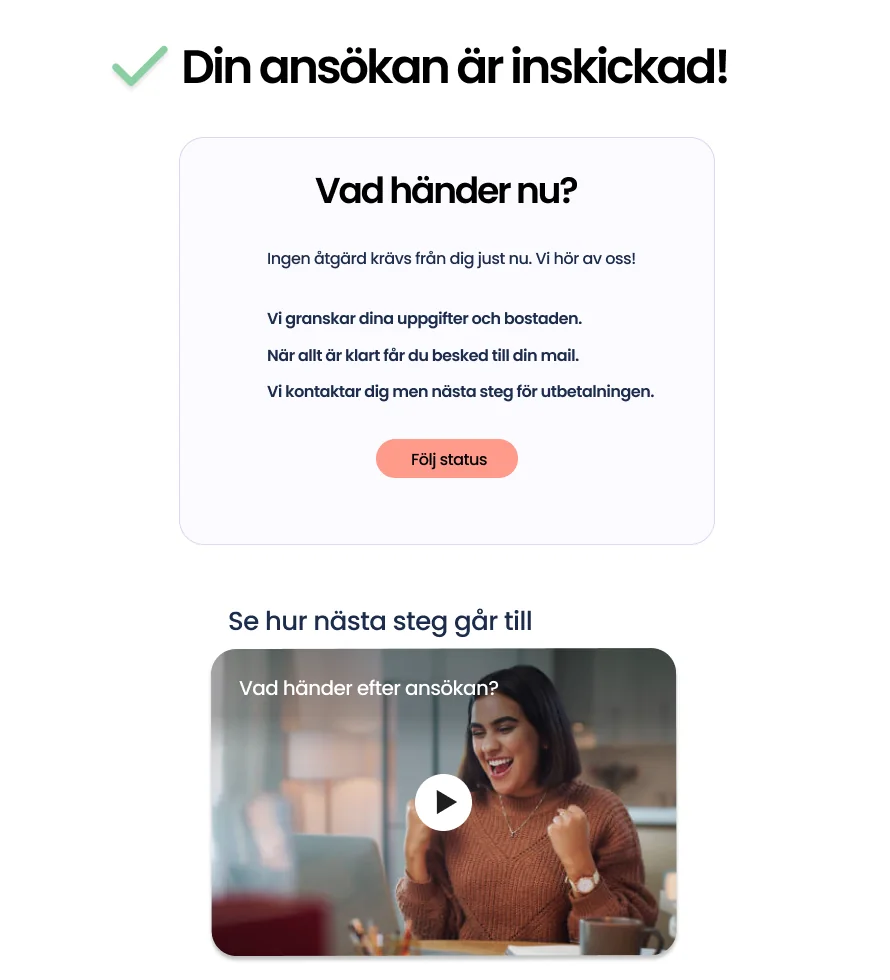 Din ansökan är inskickad!
Vad händer nu?
Ingen åtgärd krävs från dig just nu. Vi hör av oss!
Vi granskar dina uppgifter och bostaden.
När allt är klart får du besked till din mail.
Vi kontaktar dig men nästa steg för utbetalningen.
Följ status
Se hur nästa steg går till
Vad händer efter ansökan?